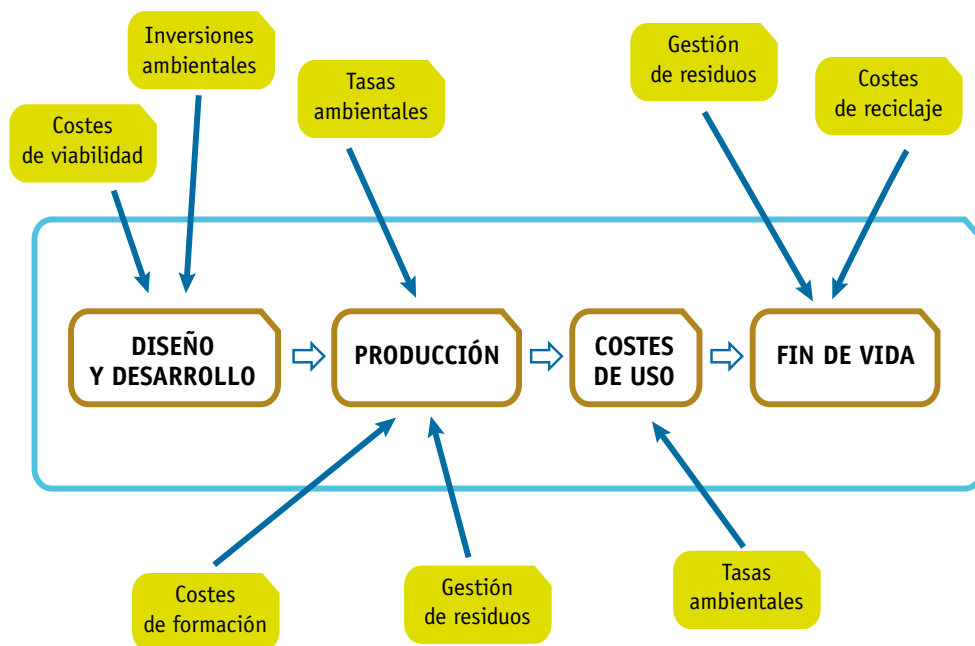 Inversiones
ambientales
Costes
de viabilidad
Tasas
ambientales
Gestión
de residuos
Costes
de reciclaje
DISEÑO
Y DESARROLLO
PRODUCCIÓN
COSTES
DE USO
FIN DE VIDA
Costes
de formación
Gestión
de residuos
Tasas
ambientales